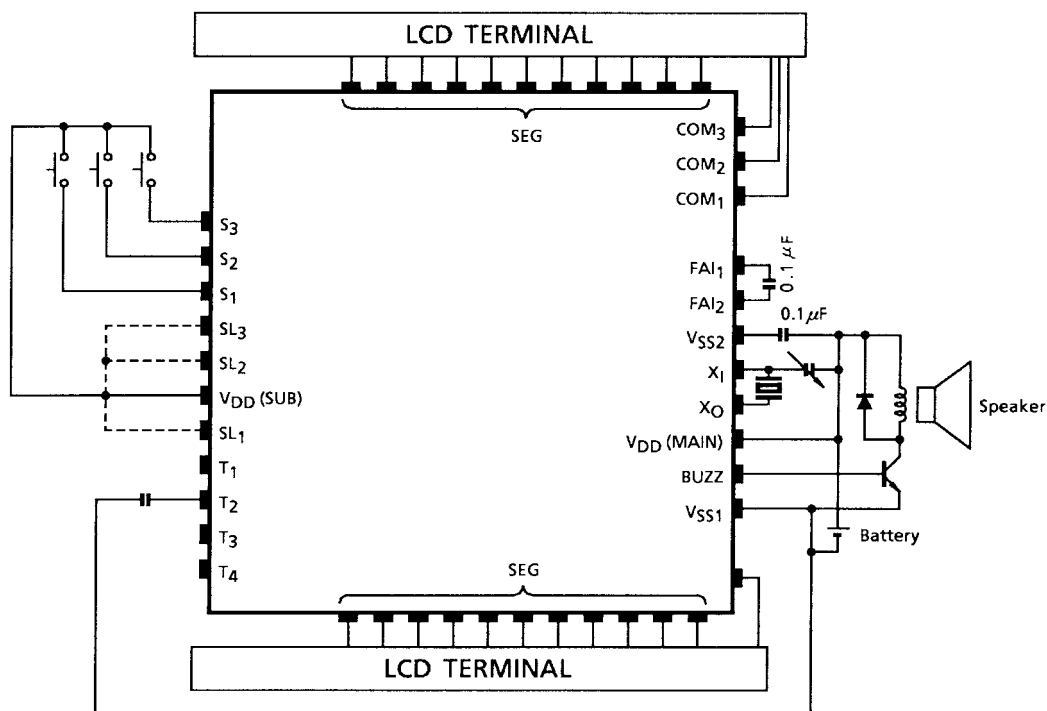 LCD TERMINAL
SEG
COM3
COM2
COM1
S3
S2
S1
SL3
SL2
VDD (SUB)
SL1
T1
T2
T3
T4
FAI1
FAI2
0.1 μF
0.1μF
VSS2
XI
XO
VDD (MAIN)
BUZZ
VSS1
Speaker
Battery
SEG
LCD TERMINAL